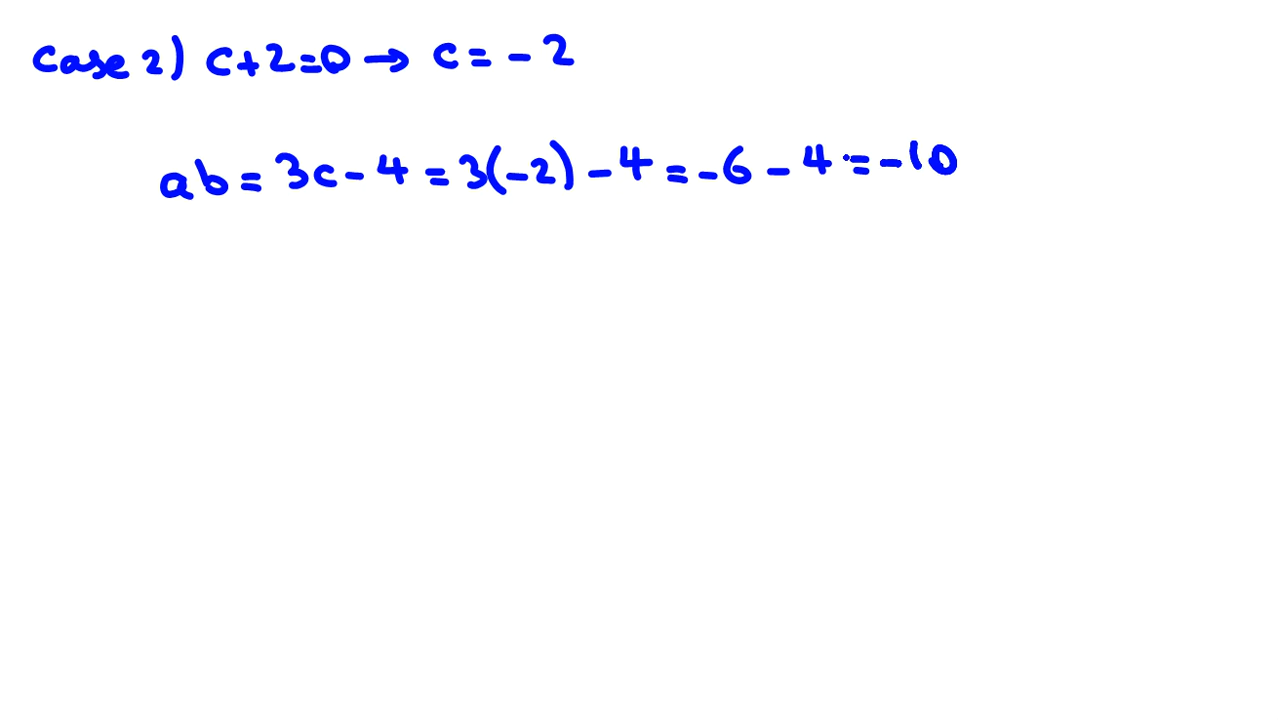 Case 2) c+2=0 → c = -2
ab = 3c - 4 = 3(-2) - 4 = -6 - 4 = -10